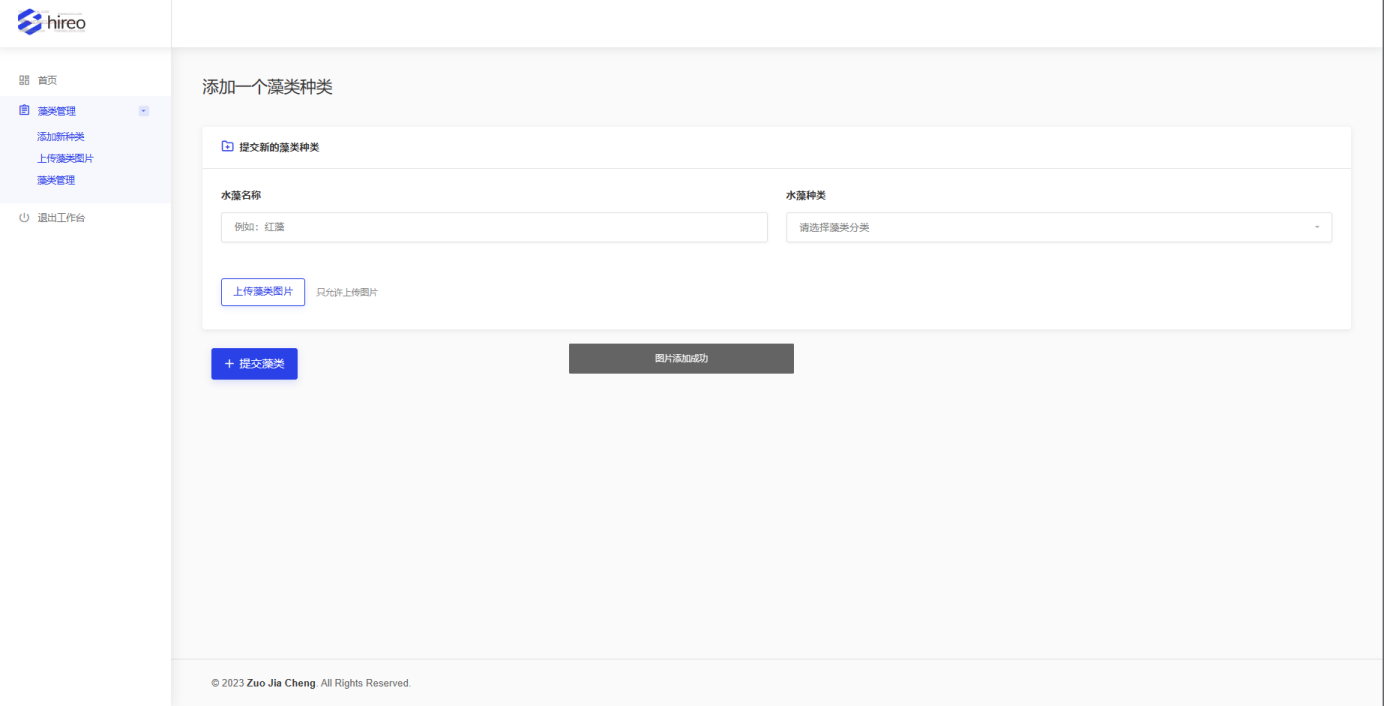 hireo
首页
藻类管理
添加新种类
上传藻类图片
藻类管理
退出工作台
添加一个藻类种类
提交新的藻类种类
水藻名称
水藻种类
例如：红藻
请选择藻类分类
上传藻类图片
只允许上传图片
+ 提交藻类
图片添加成功
© 2023 Zuo Jia Cheng. All Rights Reserved.